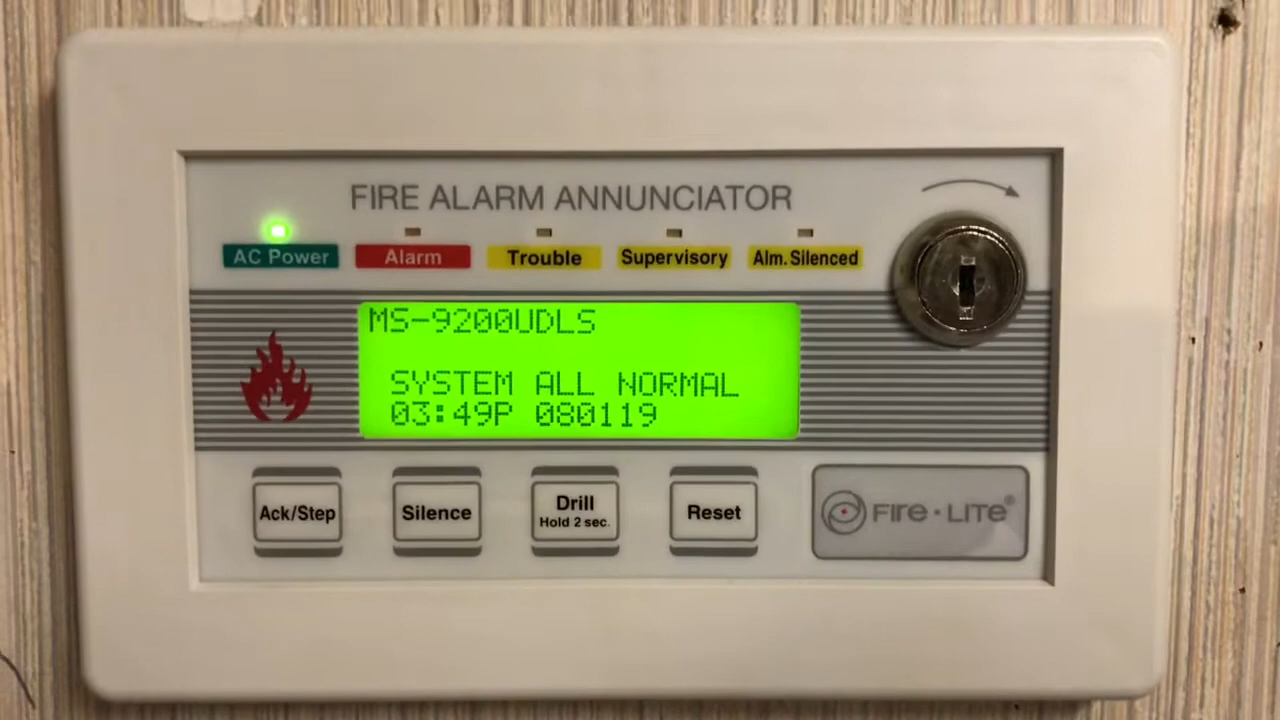 FIRE ALARM ANNUNCIATOR
AC Power Alarm Trouble Supervisory Alm. Silenced
MS-9200UDLS
SYSTEM ALL NORMAL
03:49P 080119
Ack/Step Silence Drill Reset
Hold 2 sec.
FIRE•LITE®